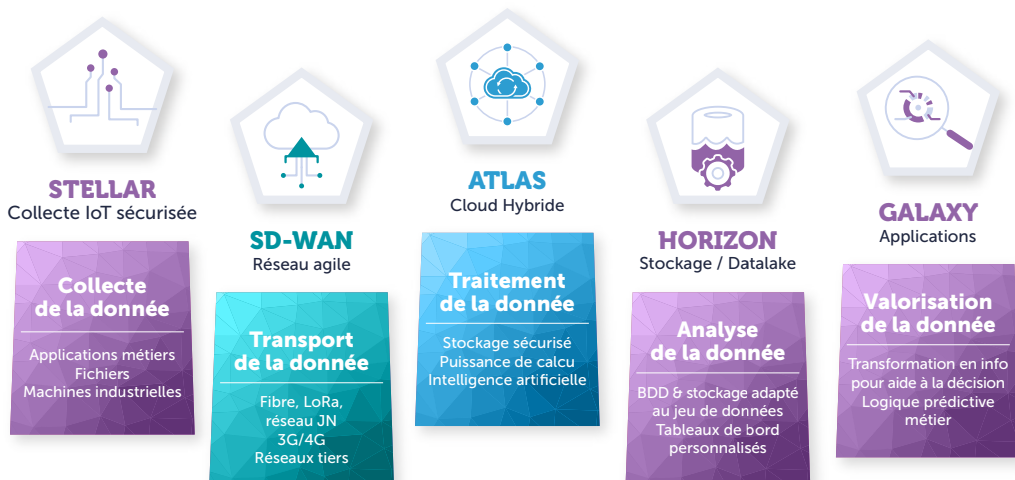 STELLAR
Collecte IoT sécurisée
Collecte
de la donnée
Applications métiers
Fichiers
Machines industrielles
SD-WAN
Réseau agile
Transport
de la donnée
Fibre, LoRa,
réseau JN
3G/4G
Réseaux tiers
ATLAS
Cloud Hybride
Traitement
de la donnée
Stockage sécurisé
Puissance de calcu
Intelligence artificielle
HORIZON
Stockage / Datalake
Analyse
de la donnée
BDD & stockage adapté
au jeu de données
Tableaux de bord
personnalisés
GALAXY
Applications
Valorisation
de la donnée
Transformation en info
pour aide à la décision
Logique prédictive
métier